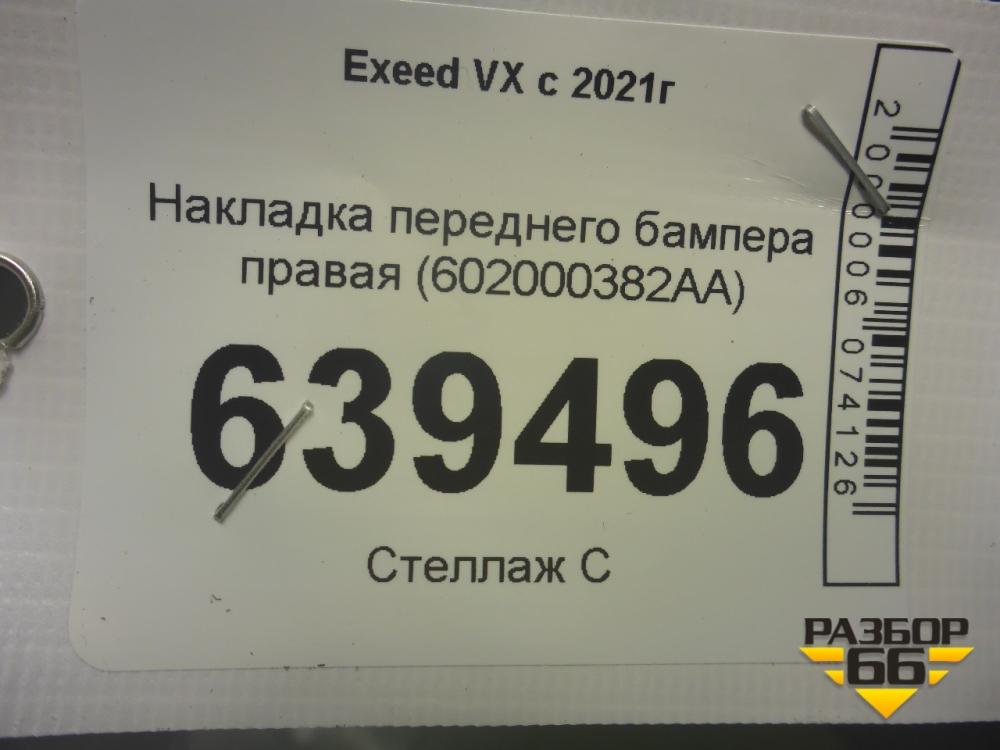 Exeed VX с 2021г
Накладка переднего бампера
правая (602000382AA)
639496
Стеллаж С
2000006074126
РАЗБОР
66